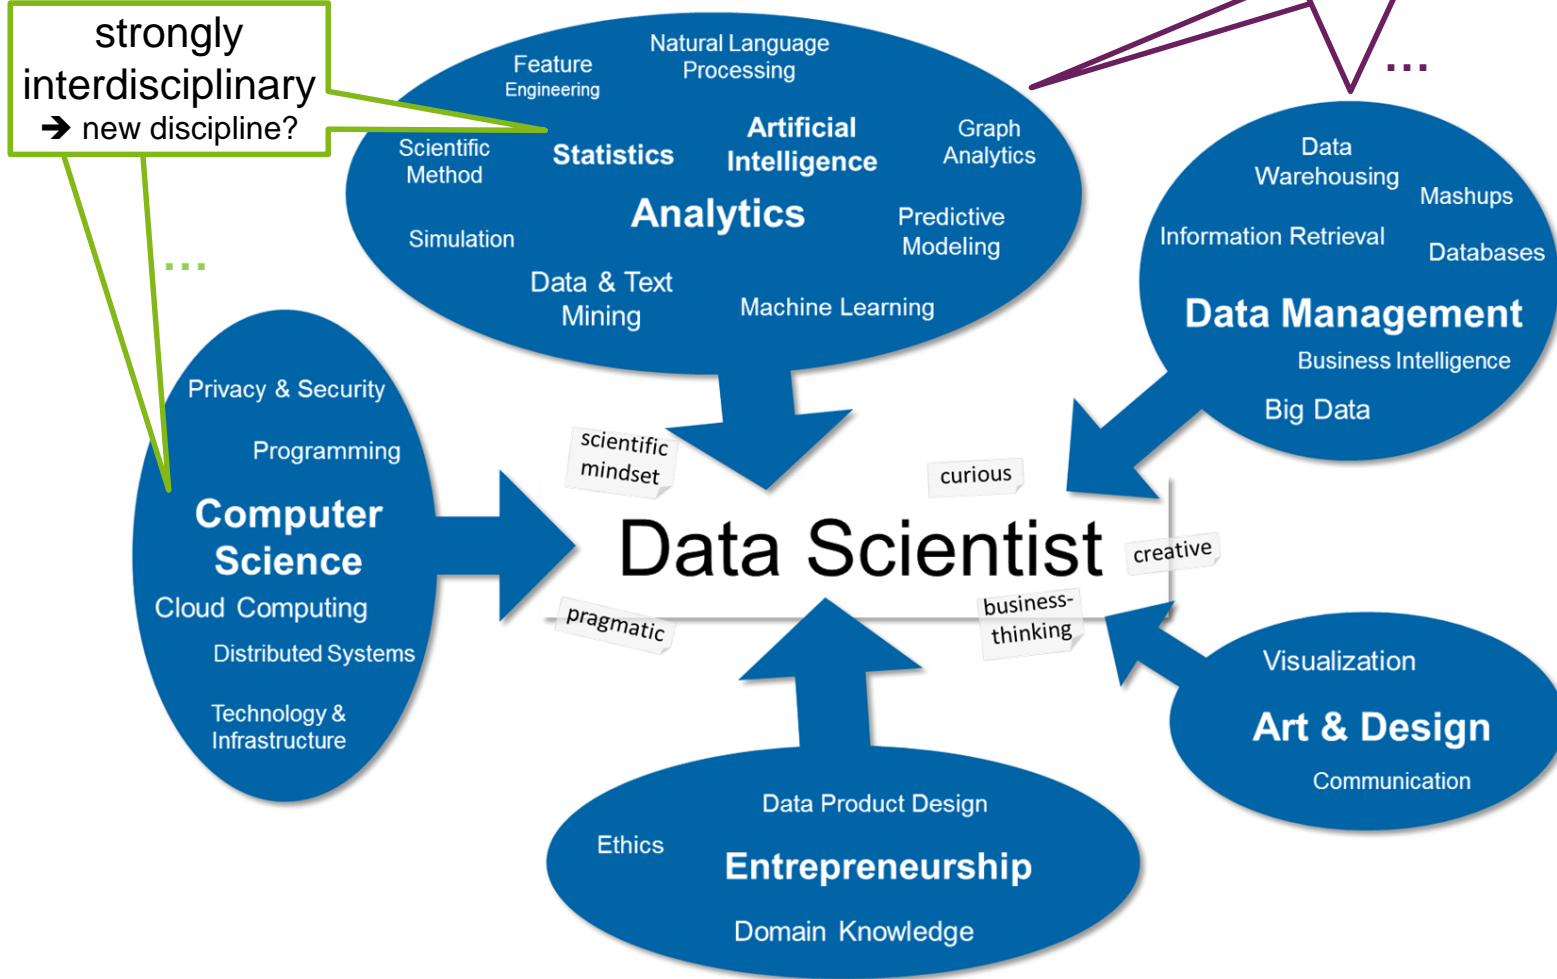 strongly
interdisciplinary
➔ new discipline?
...
...
Natural Language
Processing
Feature
Engineering
Artificial
Intelligence
Graph
Analytics
Scientific
Method
Statistics
Analytics
Predictive
Modeling
Simulation
Data & Text
Mining
Machine Learning
Data
Warehousing
Mashups
Information Retrieval
Databases
Data Management
Business Intelligence
Big Data
Privacy & Security
Programming
Computer
Science
Cloud Computing
Distributed Systems
Technology &
Infrastructure
scientific
mindset
curious
Data Scientist
creative
pragmatic
business-
thinking
Visualization
Art & Design
Communication
Data Product Design
Ethics
Entrepreneurship
Domain Knowledge